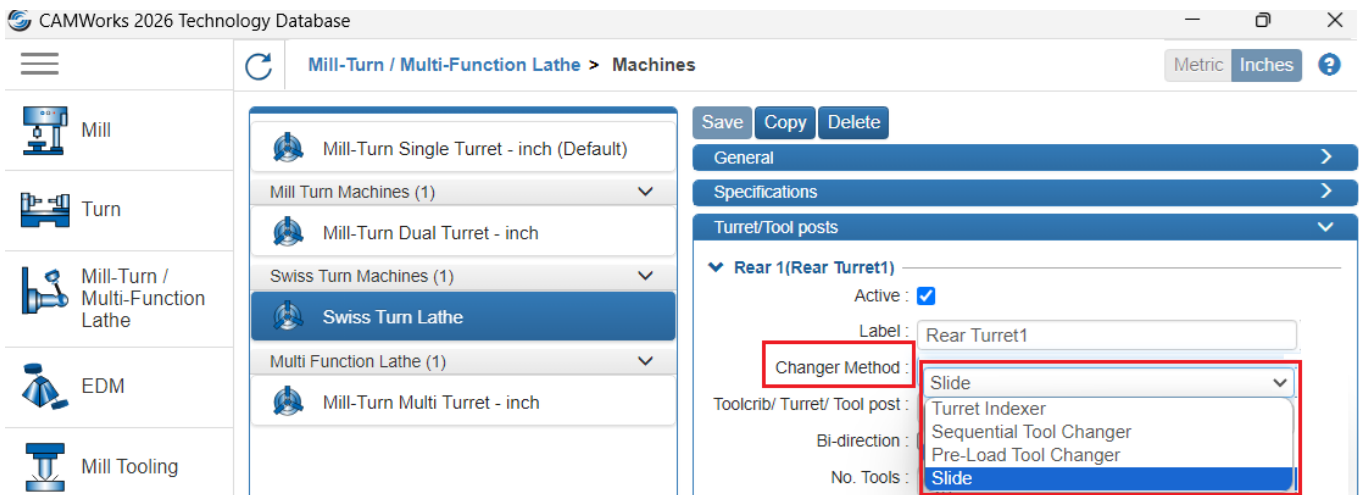 CAMWorks 2026 Technology Database
Mill-Turn / Multi-Function Lathe > Machines
Metric Inches
?
Mill
Turn
Mill-Turn /
Multi-Function
Lathe
EDM
Mill Tooling
Mill-Turn Single Turret - inch (Default)
Mill Turn Machines (1)
Mill-Turn Dual Turret - inch
Swiss Turn Machines (1)
Swiss Turn Lathe
Multi Function Lathe (1)
Mill-Turn Multi Turret - inch
Save Copy Delete
General
Specifications
Turret/Tool posts
Rear 1(Rear Turret1)
Active :
Label : Rear Turret1
Changer Method : Slide
Toolcrib/ Turret/ Tool post :
Bi-direction :
No. Tools :
Turret Indexer
Sequential Tool Changer
Pre-Load Tool Changer
Slide